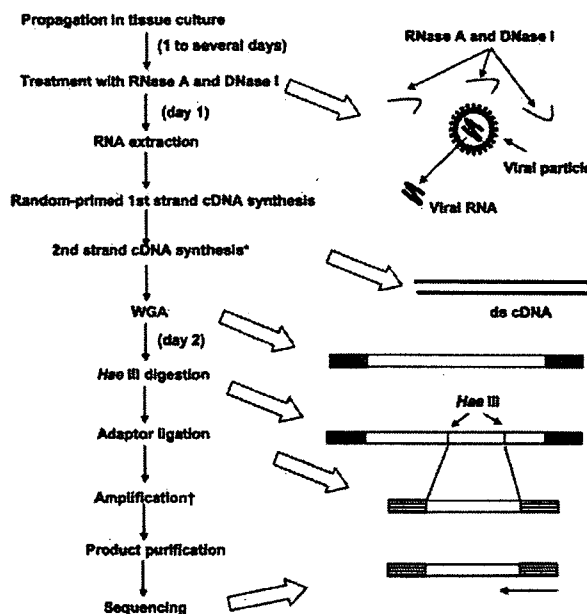 Propagation in tissue culture
(1 to several days)
Treatment with RNase A and DNase I
(day 1)
RNA extraction
Random-primed 1st strand cDNA synthesis
2nd strand cDNA synthesis*
WGA
(day 2)
Hae III digestion
Adaptor ligation
Amplification†
Product purification
Sequencing
RNase A and DNase I
Viral particle
Viral RNA
ds cDNA
Hae III